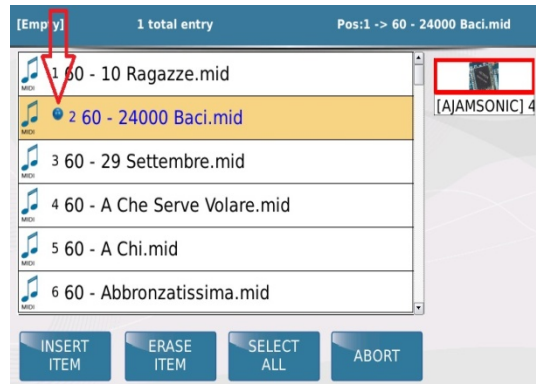 [Empty] 1 total entry Pos:1 -> 60 - 24000 Baci.mid
MIDI 1 60 - 10 Ragazze.mid
MIDI 2 60 - 24000 Baci.mid
[AJAMSONIC] 4
MIDI 3 60 - 29 Settembre.mid
MIDI 4 60 - A Che Serve Volare.mid
MIDI 5 60 - A Chi.mid
MIDI 6 60 - Abbronzatissima.mid
INSERT ITEM
ERASE ITEM
SELECT ALL
ABORT